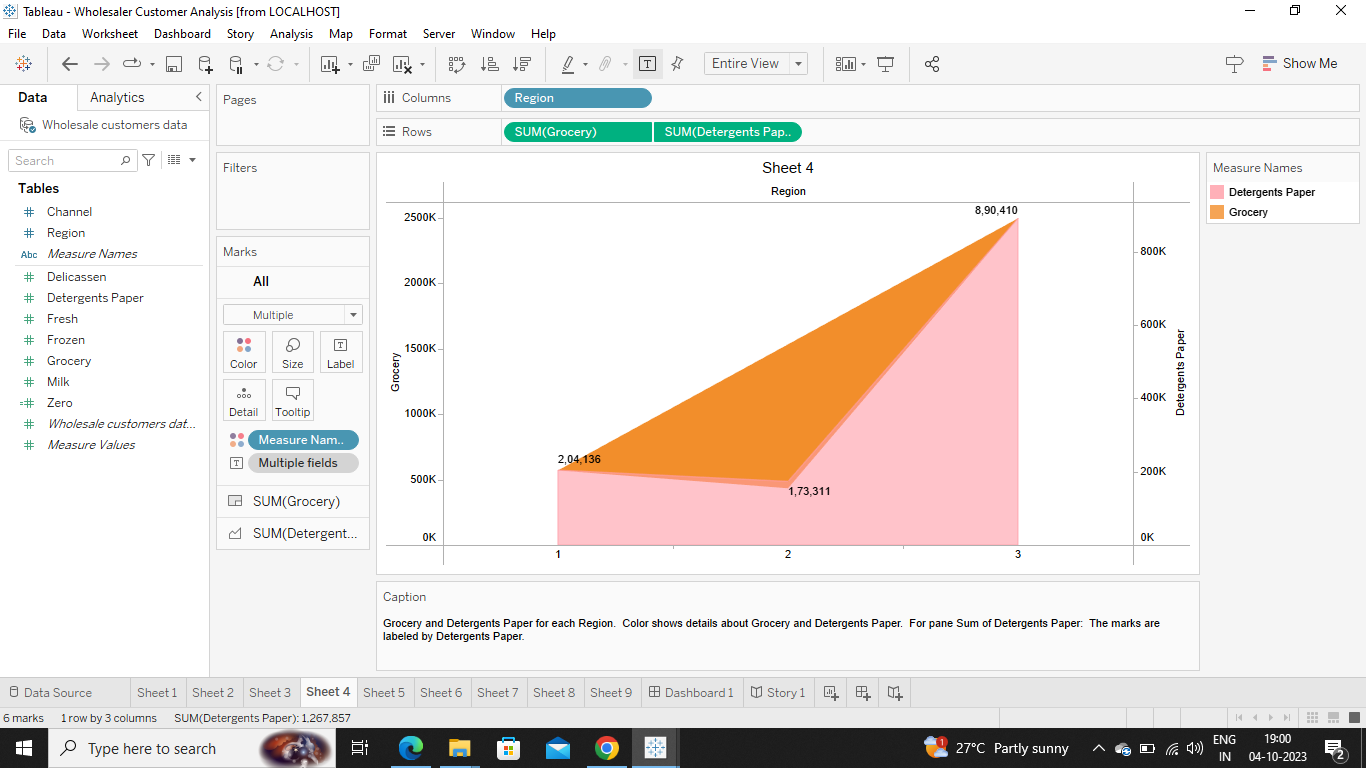 Tableau - Wholesaler Customer Analysis [from LOCALHOST]
File Data Worksheet Dashboard Story Analysis Map Format Server Window Help
Entire View
Show Me
Data Analytics
Wholesale customers data
Search
Tables
Channel
Region
Abc Measure Names
Delicassen
Detergents Paper
Fresh
Frozen
Grocery
Milk
Zero
Wholesale customers dat...
Measure Values
Pages
Filters
Marks
All
Multiple
Color Size Label
Detail Tooltip
Measure Nam..
Multiple fields
SUM(Grocery)
SUM(Detergent...
Columns Region
Rows SUM(Grocery) SUM(Detergents Pap..
Sheet 4
Region
2500K
2000K
1500K
1000K
500K
0K
Grocery
8,90,410
2,04,136
1,73,311
1 2 3
800K
600K
400K
200K
0K
Detergents Paper
Measure Names
Detergents Paper
Grocery
Caption
Grocery and Detergents Paper for each Region. Color shows details about Grocery and Detergents Paper. For pane Sum of Detergents Paper: The marks are
labeled by Detergents Paper.
Data Source Sheet 1 Sheet 2 Sheet 3 Sheet 4 Sheet 5 Sheet 6 Sheet 7 Sheet 8 Sheet 9 Dashboard 1 Story 1
6 marks 1 row by 3 columns SUM(Detergents Paper): 1,267,857
Type here to search
1
27°C Partly sunny
ENG
IN
19:00
04-10-2023
2